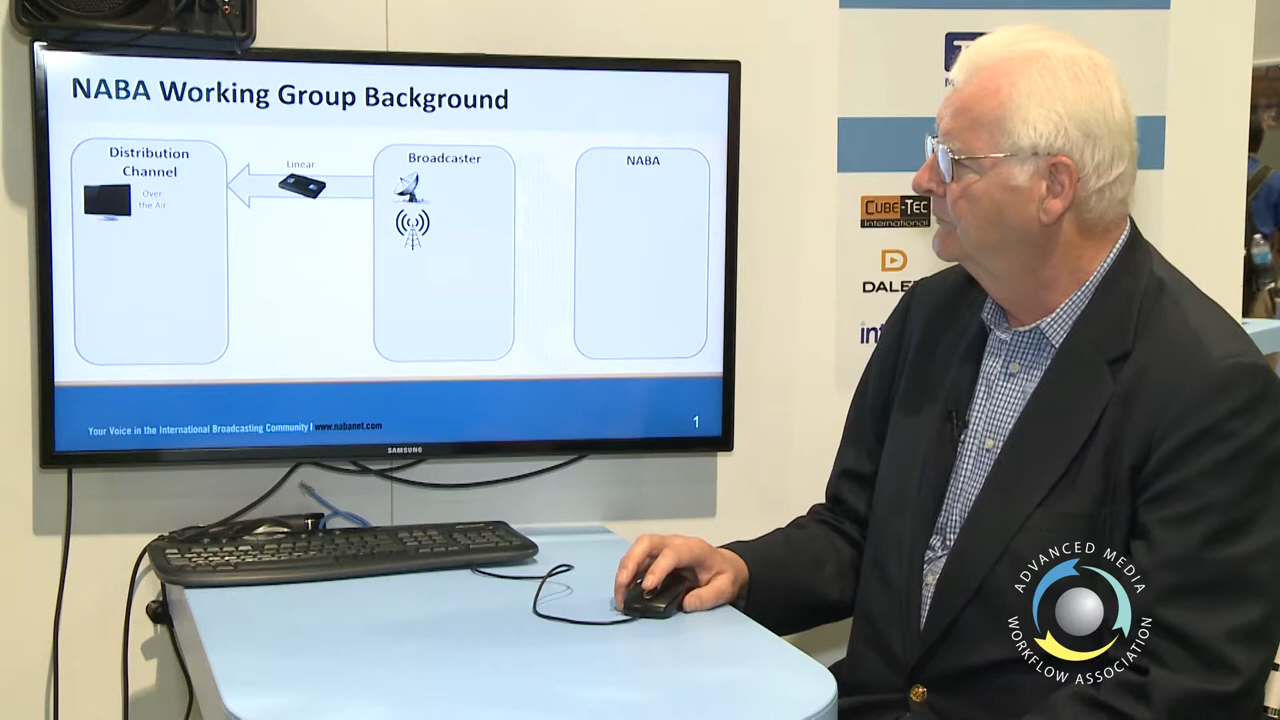 NABA Working Group Background
Distribution
Channel
Over
the Air
Linear
Broadcaster
NABA
Your Voice in the International Broadcasting Community | www.nabanet.com
1
SAMSUNG
CUBE-TEC
International
DALE
int
ADVANCED MEDIA
WORKFLOW ASSOCIATION